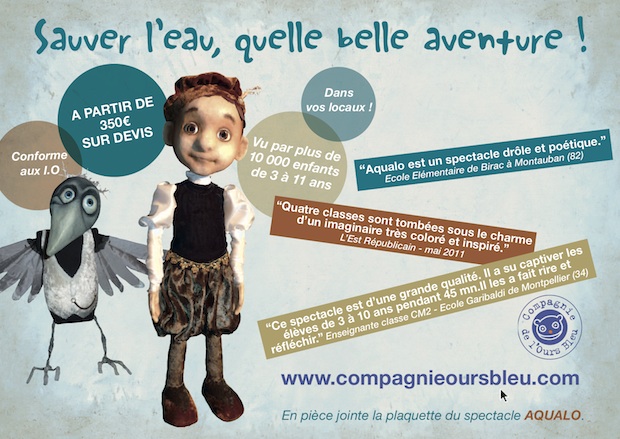 Sauver l'eau, quelle belle aventure !
A PARTIR DE
350€
SUR DEVIS
Dans
vos locaux !
Conforme
aux I.O
Vu par plus de
10 000 enfants
de 3 à 11 ans
“Aqualo est un spectacle drôle et poétique.”
Ecole Elémentaire de Birac à Montauban (82)
“Quatre classes sont tombées sous le charme
d'un imaginaire très coloré et inspiré.”
L'Est Républicain - mai 2011
“Ce spectacle est d'une grande qualité. Il a su captiver les
élèves de 3 à 10 ans pendant 45 mn.Il les a fait rire et
réfléchir.” Enseignante classe CM2 - Ecole Garibaldi de Montpellier (34)
Compagnie
de l'Ours Bleu
www.compagnieoursbleu.com
En pièce jointe la plaquette du spectacle AQUALO.